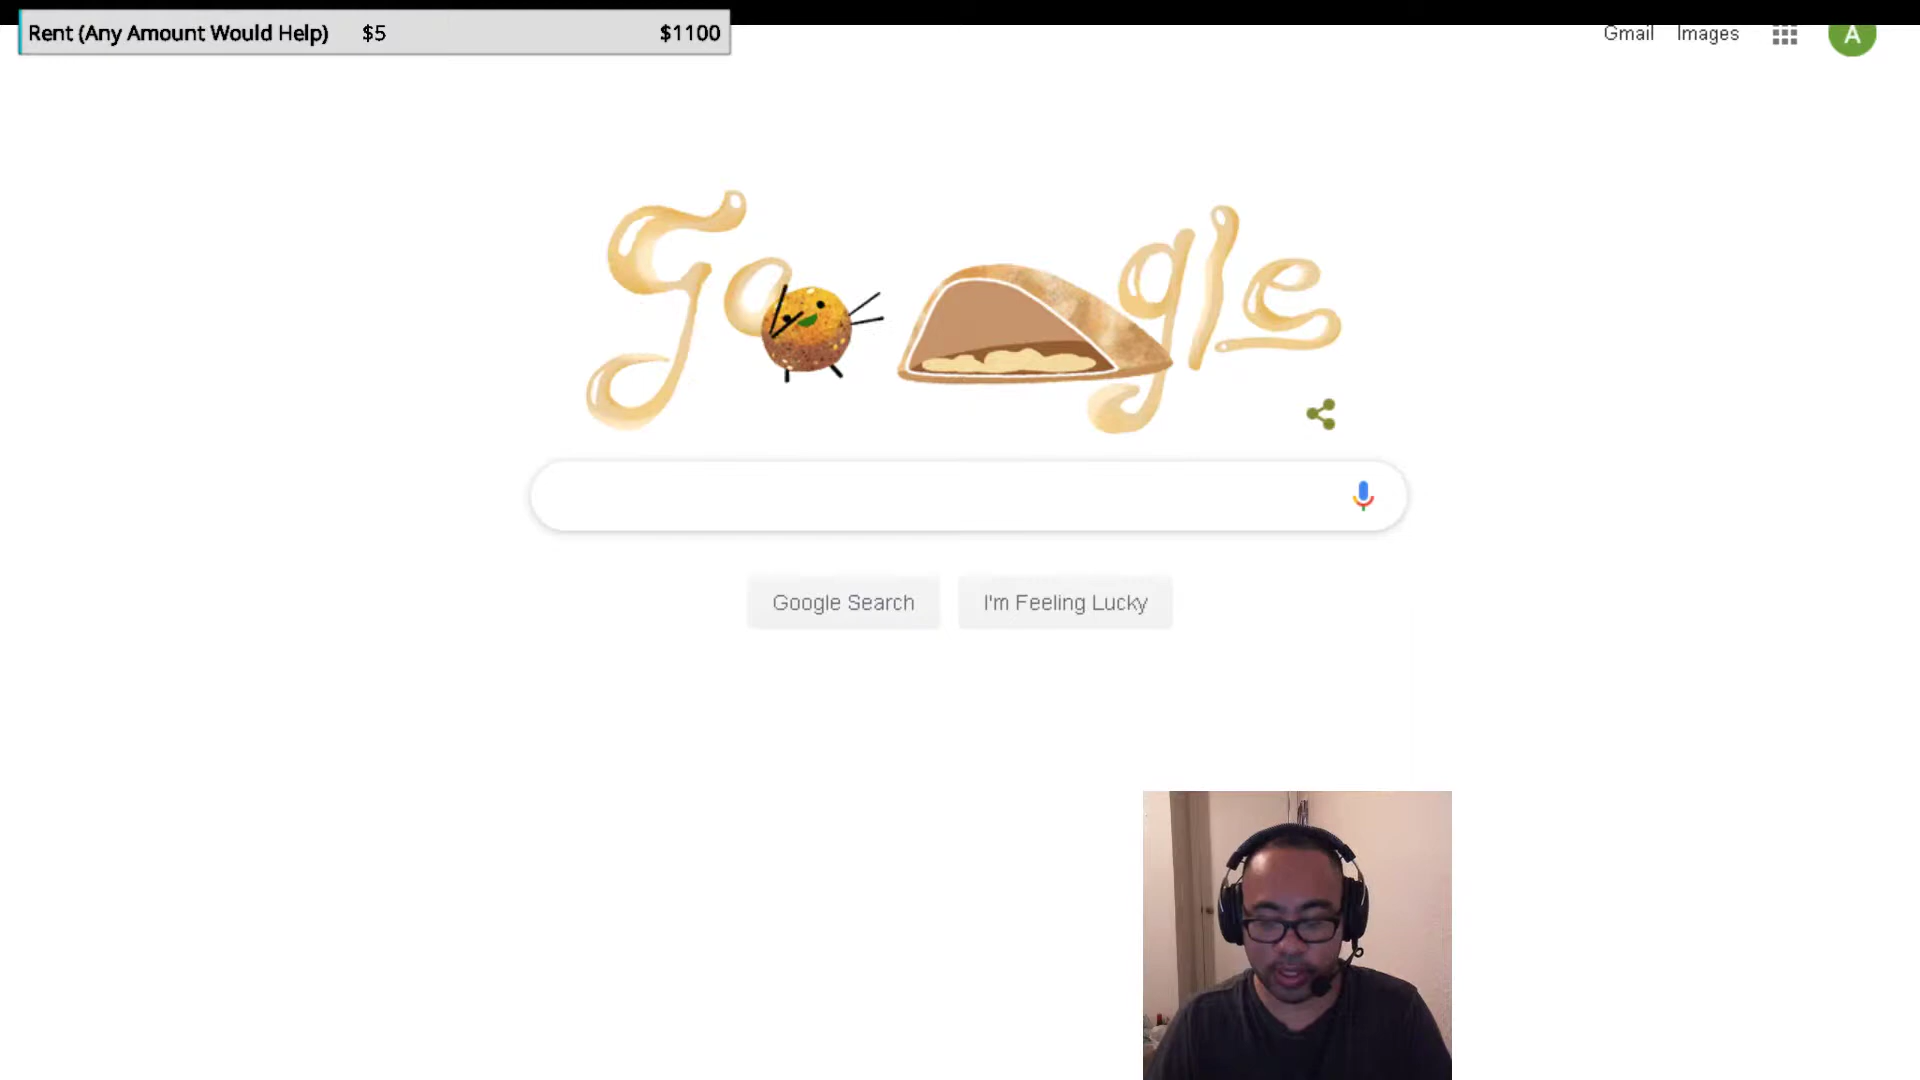 Rent (Any Amount Would Help) $5 $1100
Gmail Images A
Google
Google Search I'm Feeling Lucky